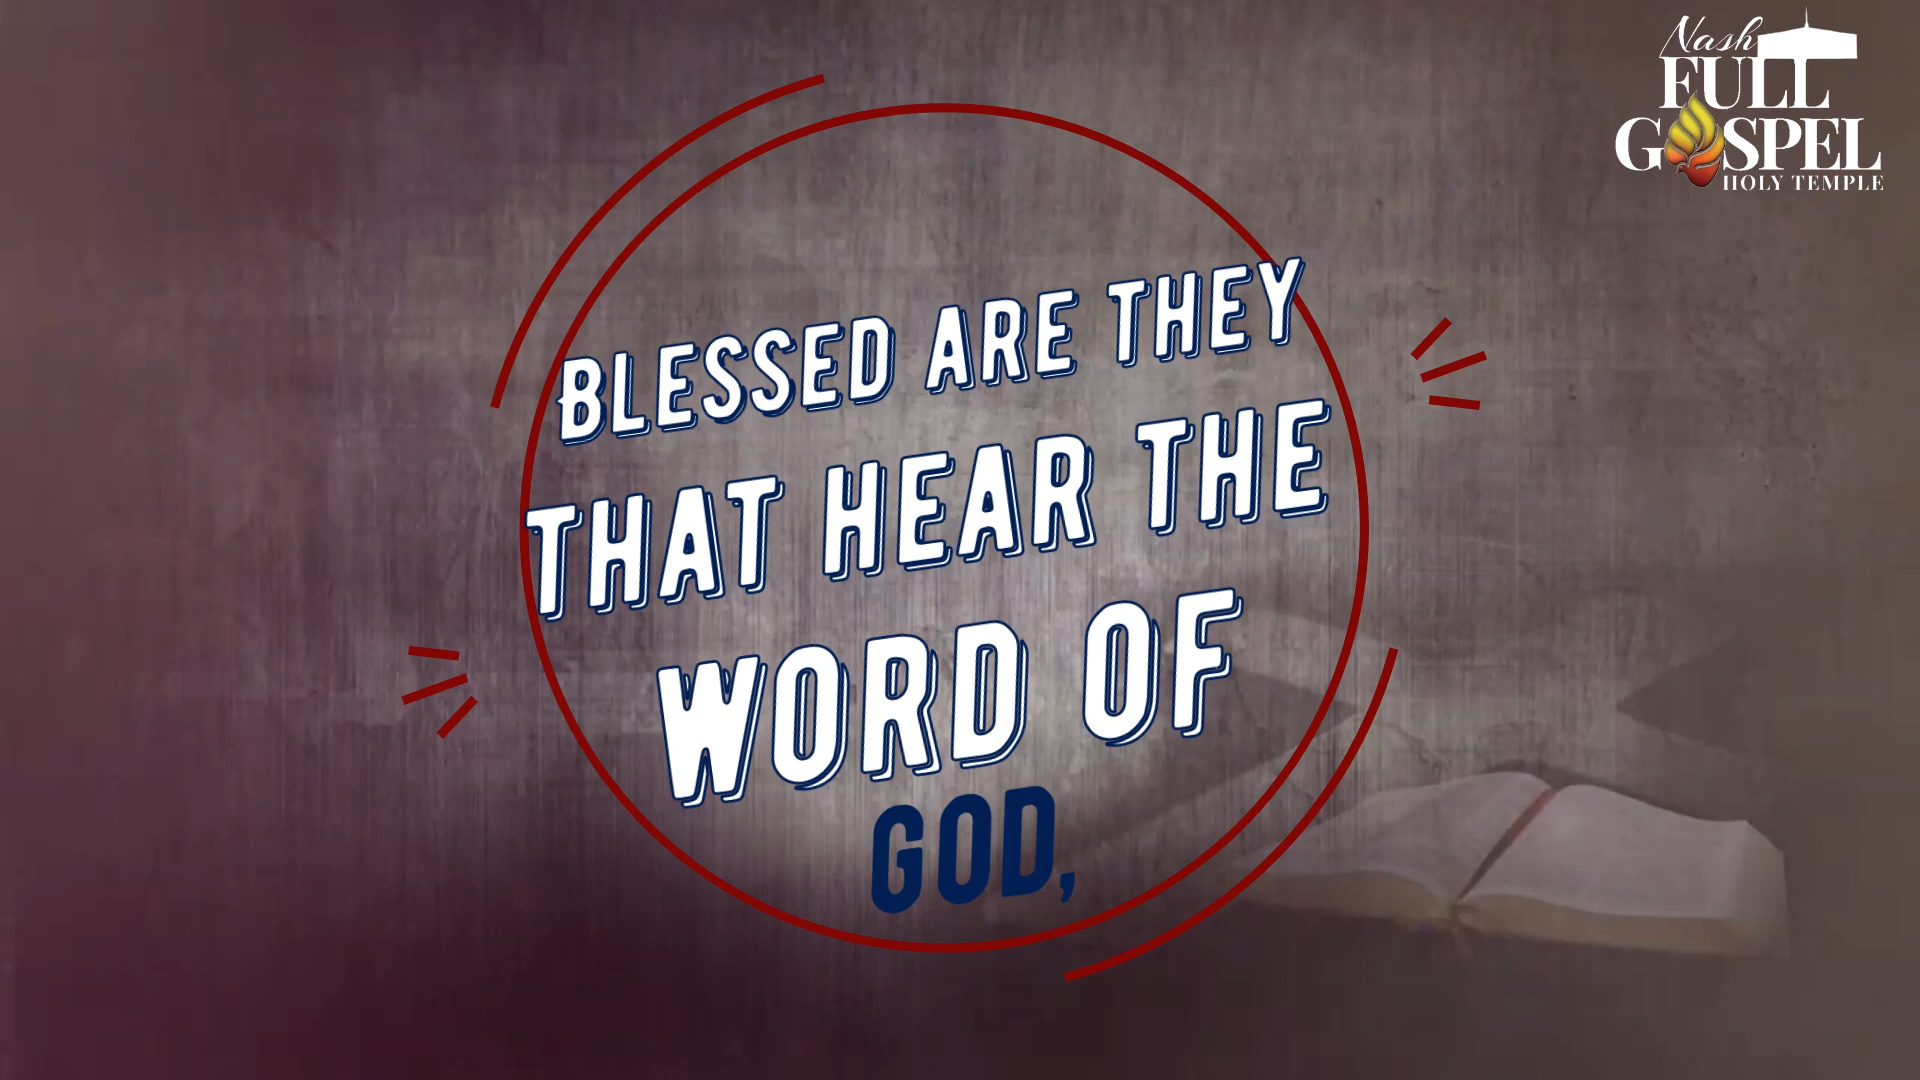 Nash
FULL
GOSPEL
HOLY TEMPLE
BLESSED ARE THEY
THAT HEAR THE
WORD OF
GOD,